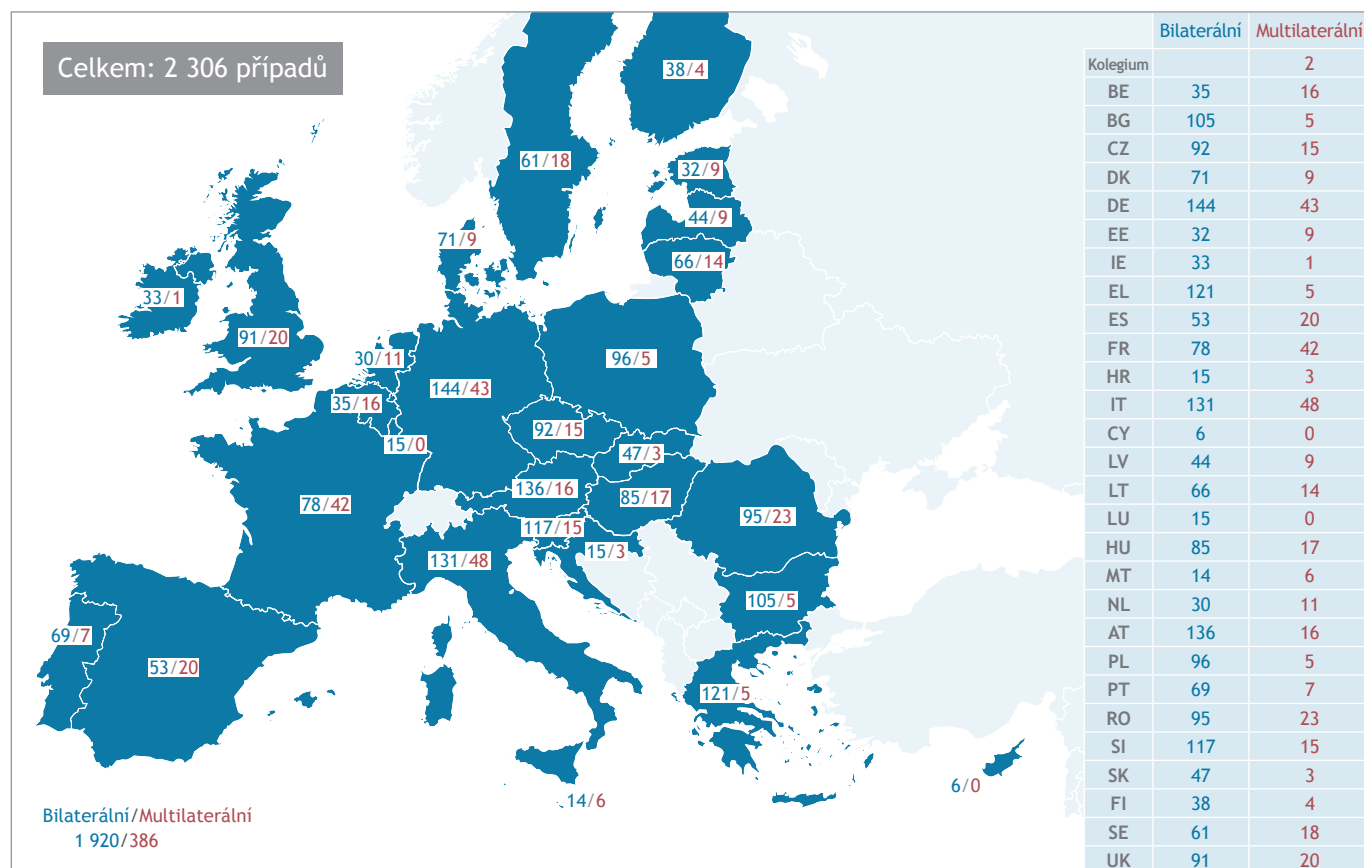 Celkem: 2 306 případů
38/4
61/18
32/9
44/9
71/9
66/14
33/1
91/20
30/11
96/5
144/43
35/16
92/15
15/0
47/3
136/16
85/17
78/42
95/23
117/15
15/3
131/48
105/5
69/7
53/20
121/5
6/0
14/6
Bilaterální/Multilaterální
1 920/386
Bilaterální Multilaterální
Kolegium 2
BE 35 16
BG 105 5
CZ 92 15
DK 71 9
DE 144 43
EE 32 9
IE 33 1
EL 121 5
ES 53 20
FR 78 42
HR 15 3
IT 131 48
CY 6 0
LV 44 9
LT 66 14
LU 15 0
HU 85 17
MT 14 6
NL 30 11
AT 136 16
PL 96 5
PT 69 7
RO 95 23
SI 117 15
SK 47 3
FI 38 4
SE 61 18
UK 91 20